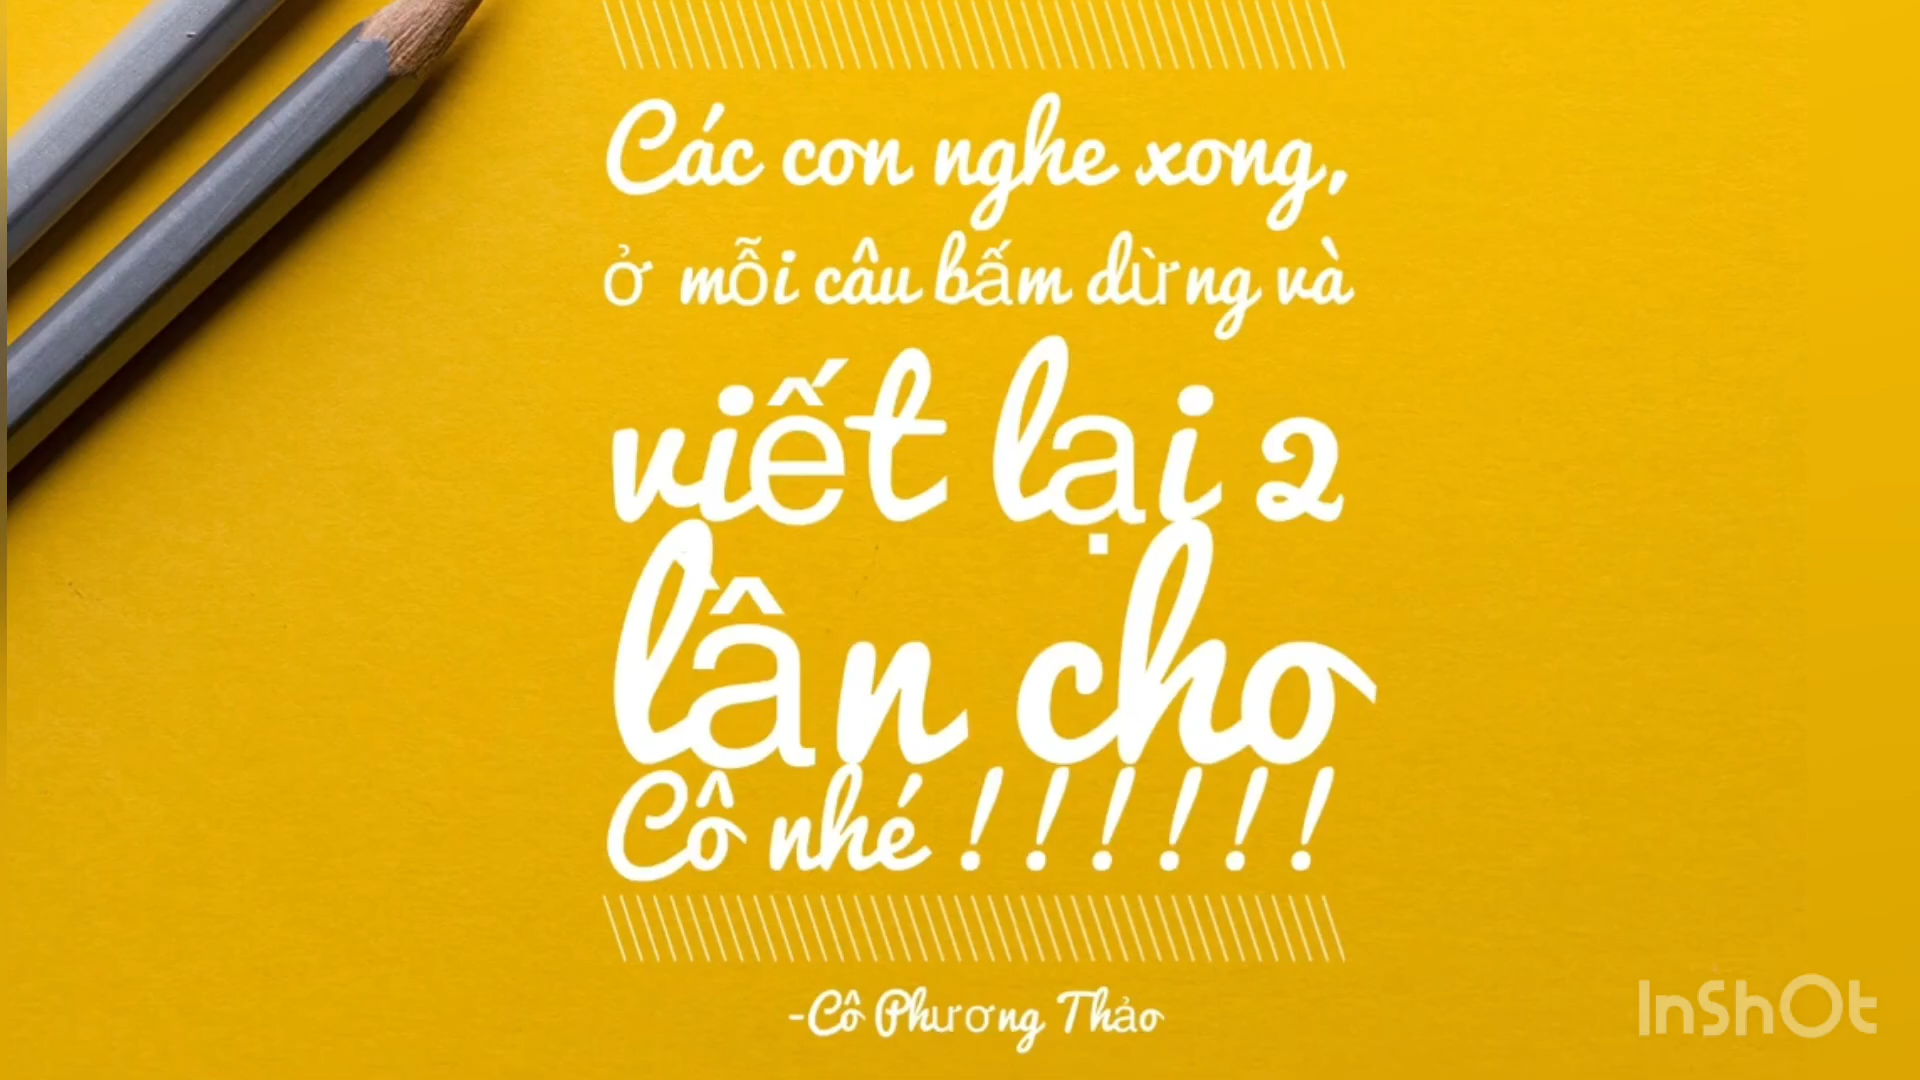 Các con nghe xong,
ở mỗi câu bấm dừng và
viết lại 2
lần cho
Cô nhé ! ! ! ! ! !
-Cô Phương Thảo
InShOt